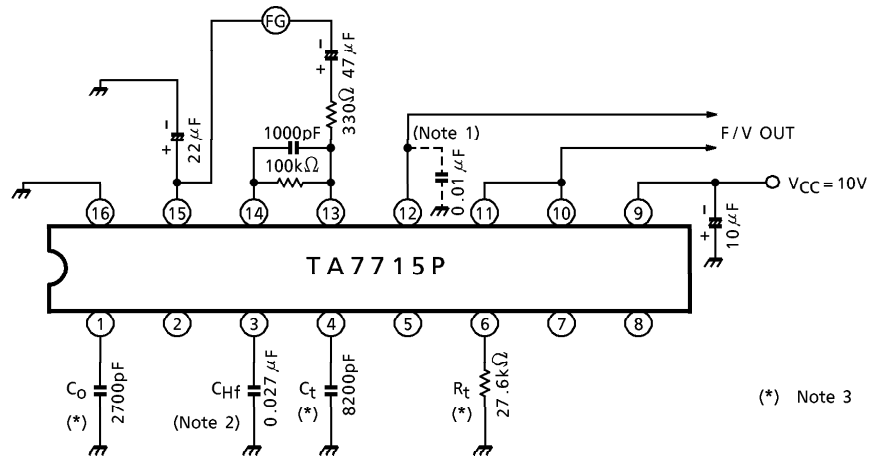 FG
− + 47μF
330Ω
− + 22μF
1000pF
100kΩ
(Note 1)
0.01μF
F/V OUT
VCC = 10V
− + 10μF
16 15 14 13 12 11 10 9
TA7715P
1 2 3 4 5 6 7 8
Co
(*)
2700pF
CHf
(Note 2)
0.027μF
Ct
(*)
8200pF
Rt
(*)
27.6kΩ
(*) Note 3